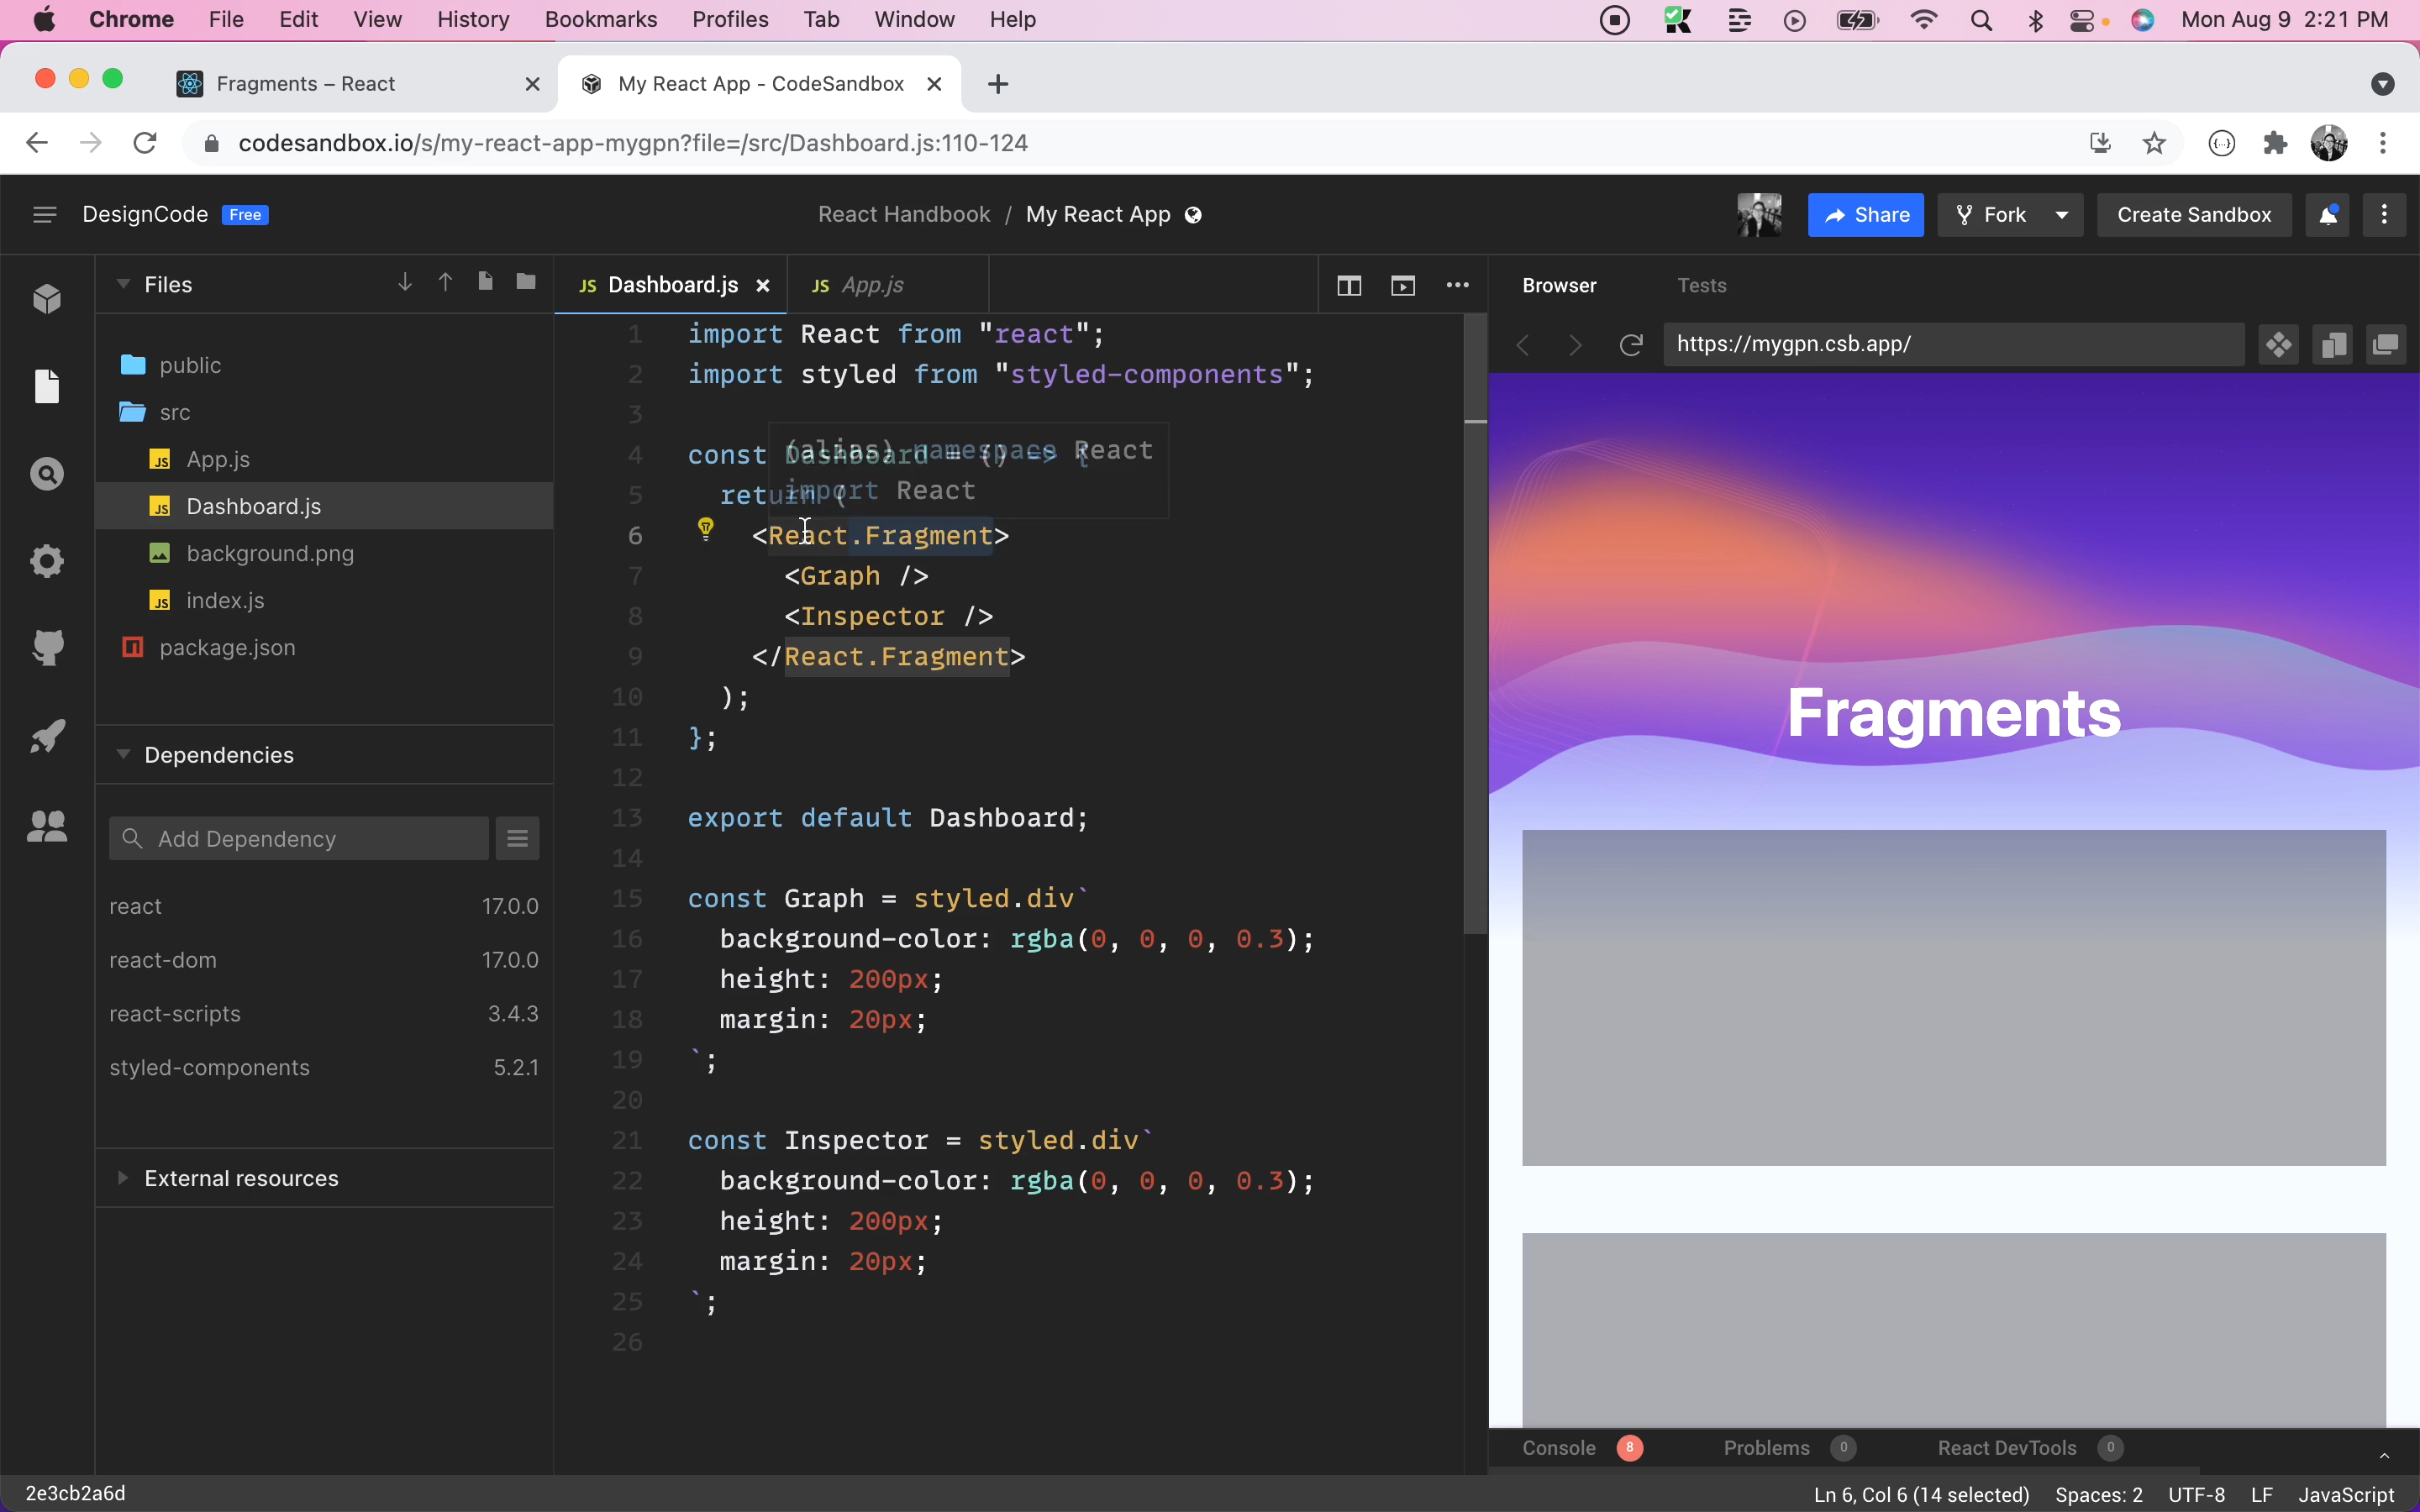 Chrome File Edit View History Bookmarks Profiles Tab Window Help Mon Aug 9 2:21 PM
Fragments – React
My React App - CodeSandbox
codesandbox.io/s/my-react-app-mygpn?file=/src/Dashboard.js:110-124
DesignCode Free
React Handbook / My React App
Share Fork Create Sandbox
Files
public
src
App.js
Dashboard.js
background.png
index.js
package.json
Dependencies
Add Dependency
react 17.0.0
react-dom 17.0.0
react-scripts 3.4.3
styled-components 5.2.1
External resources
JS Dashboard.js
JS App.js
1 import React from "react";
2 import styled from "styled-components";
3
4 const Dashboard = () => {
(alias) namespace React
import React
5 return (
6 <React.Fragment>
7 <Graph />
8 <Inspector />
9 </React.Fragment>
10 );
11 };
12
13 export default Dashboard;
14
15 const Graph = styled.div`
16 background-color: rgba(0, 0, 0, 0.3);
17 height: 200px;
18 margin: 20px;
19 `;
20
21 const Inspector = styled.div`
22 background-color: rgba(0, 0, 0, 0.3);
23 height: 200px;
24 margin: 20px;
25 `;
26
Browser Tests
https://mygpn.csb.app/
Fragments
Console 8 Problems 0 React DevTools 0
2e3cb2a6d
Ln 6, Col 6 (14 selected) Spaces: 2 UTF-8 LF JavaScript